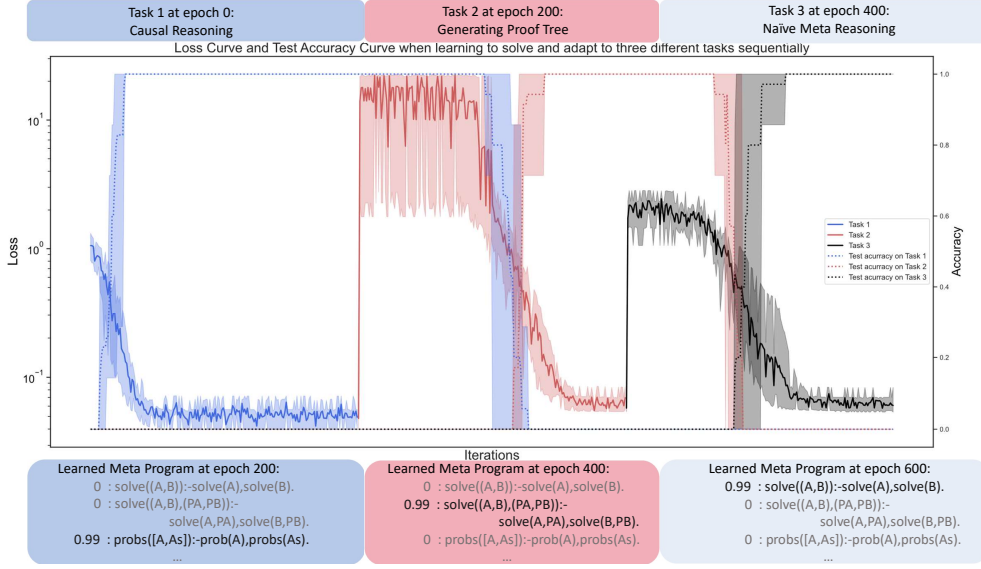 Task 1 at epoch 0:
Causal Reasoning
Task 2 at epoch 200:
Generating Proof Tree
Task 3 at epoch 400:
Naïve Meta Reasoning
Loss Curve and Test Accuracy Curve when learning to solve and adapt to three different tasks sequentially
Loss
10¹
10⁰
10⁻¹
Accuracy
1.0
0.8
0.6
0.4
0.2
0.0
Task 1
Task 2
Task 3
Test acurracy on Task 1
Test acurracy on Task 2
Test acurracy on Task 3
Iterations
Learned Meta Program at epoch 200:
0 : solve((A,B)):-solve(A),solve(B).
0 : solve((A,B),(PA,PB)):-
solve(A,PA),solve(B,PB).
0.99 : probs([A,As]):-prob(A),probs(As).
...
Learned Meta Program at epoch 400:
0 : solve((A,B)):-solve(A),solve(B).
0.99 : solve((A,B),(PA,PB)):-
solve(A,PA),solve(B,PB).
0 : probs([A,As]):-prob(A),probs(As).
...
Learned Meta Program at epoch 600:
0.99 : solve((A,B)):-solve(A),solve(B).
0 : solve((A,B),(PA,PB)):-
solve(A,PA),solve(B,PB).
0 : probs([A,As]):-prob(A),probs(As).
...